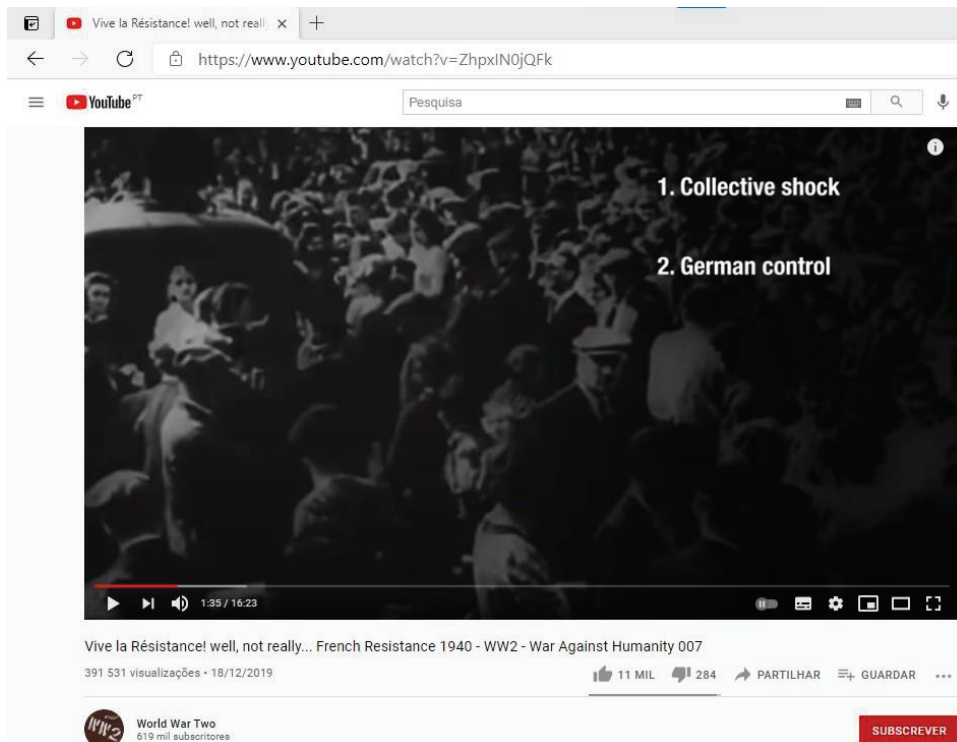 Vive la Résistance! well, not reall
https://www.youtube.com/watch?v=ZhpxIN0jQFk
YouTube PT
Pesquisa
1. Collective shock
2. German control
1:35 / 16:23
Vive la Résistance! well, not really... French Resistance 1940 - WW2 - War Against Humanity 007
391 531 visualizações • 18/12/2019
11 MIL 284 PARTILHAR GUARDAR
WW2
World War Two
619 mil subscritores
SUBSCREVER